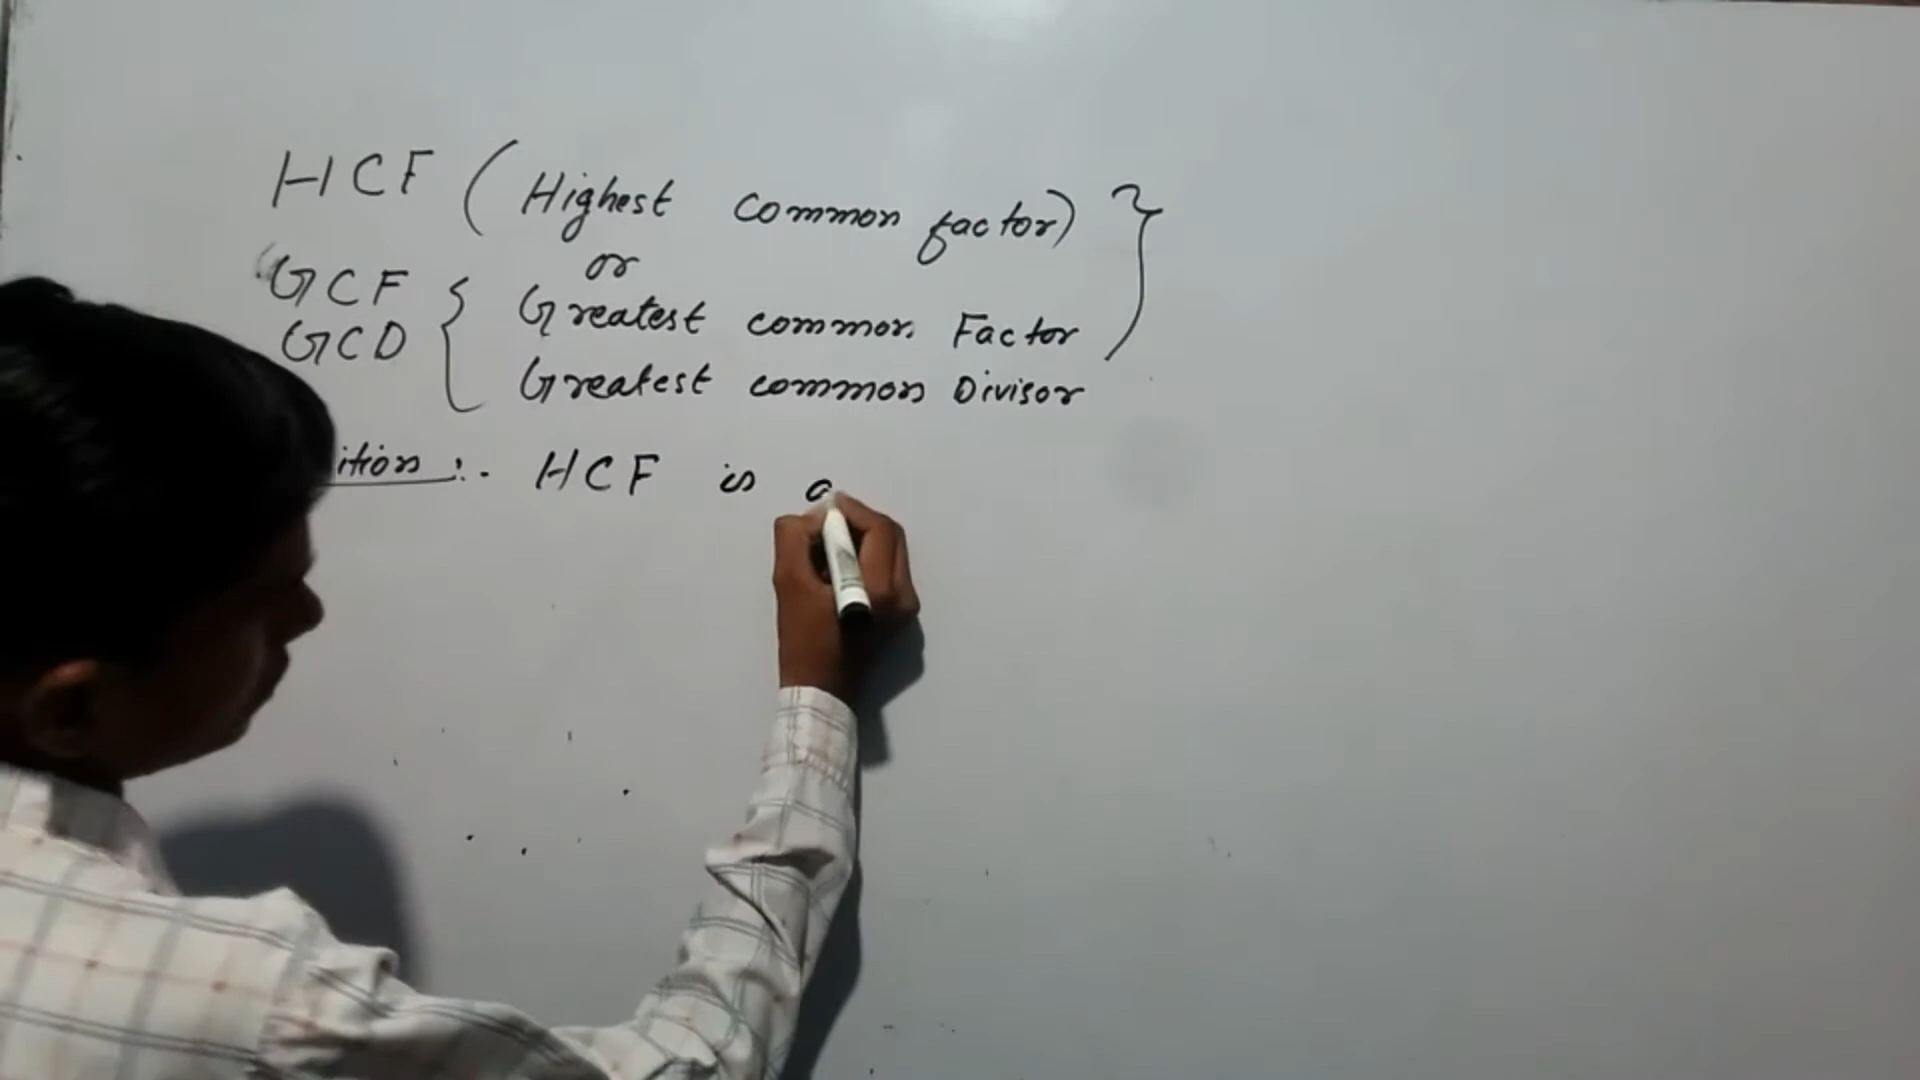 HCF (Highest common factor) }
or
GCF { Greatest common Factor
GCD Greatest common Divisor
ition :- HCF is a